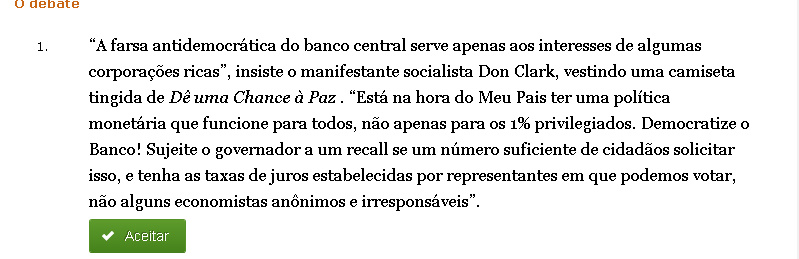 O debate
1. “A farsa antidemocrática do banco central serve apenas aos interesses de algumas
corporações ricas”, insiste o manifestante socialista Don Clark, vestindo uma camiseta
tingida de Dê uma Chance à Paz . “Está na hora do Meu Pais ter uma política
monetária que funcione para todos, não apenas para os 1% privilegiados. Democratize o
Banco! Sujeite o governador a um recall se um número suficiente de cidadãos solicitar
isso, e tenha as taxas de juros estabelecidas por representantes em que podemos votar,
não alguns economistas anônimos e irresponsáveis”.
Aceitar